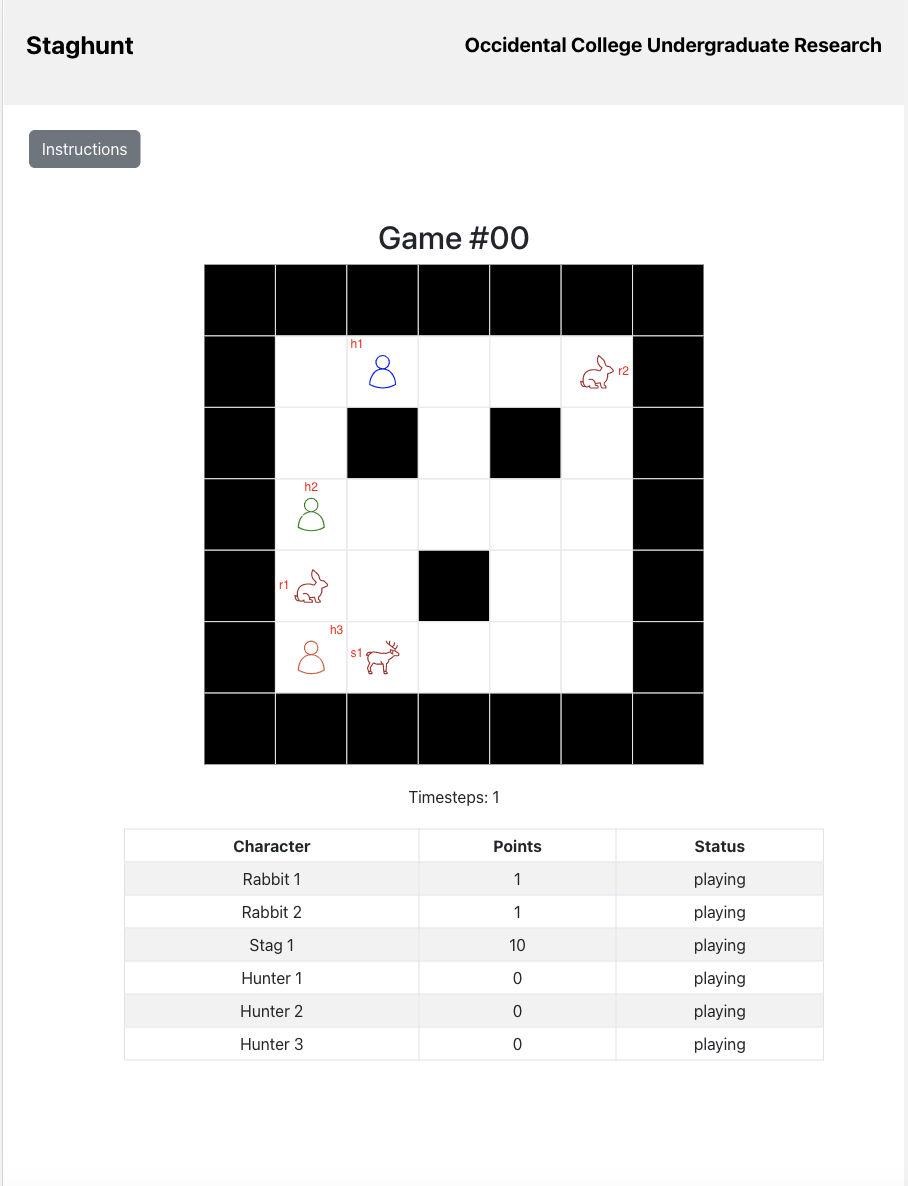 Staghunt Occidental College Undergraduate Research
Instructions
Game #00
h1
r2
h2
r1
h3
s1
Timesteps: 1
Character Points Status
Rabbit 1 1 playing
Rabbit 2 1 playing
Stag 1 10 playing
Hunter 1 0 playing
Hunter 2 0 playing
Hunter 3 0 playing